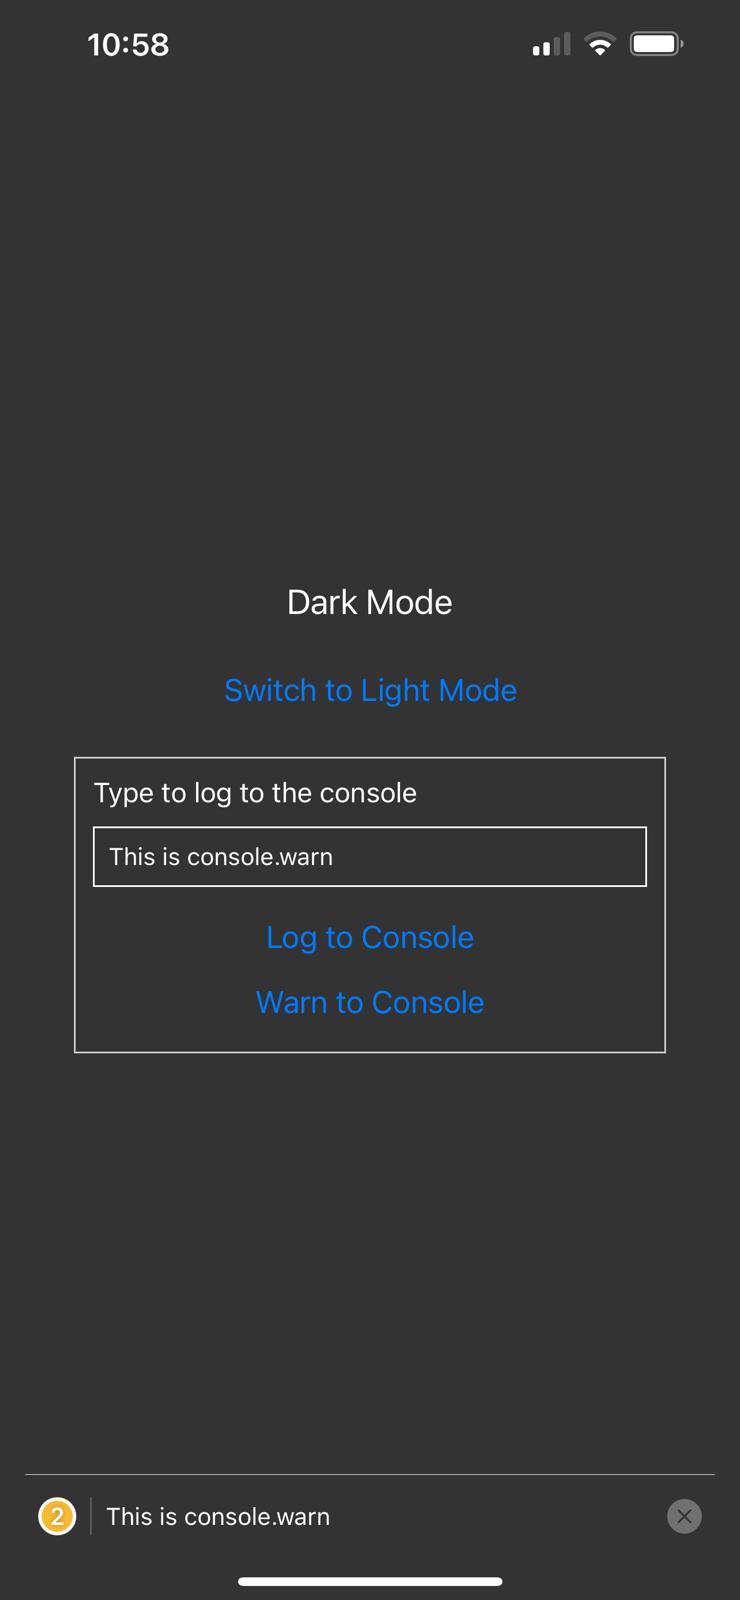 10:58
Dark Mode
Switch to Light Mode
Type to log to the console
This is console.warn
Log to Console
Warn to Console
2 This is console.warn